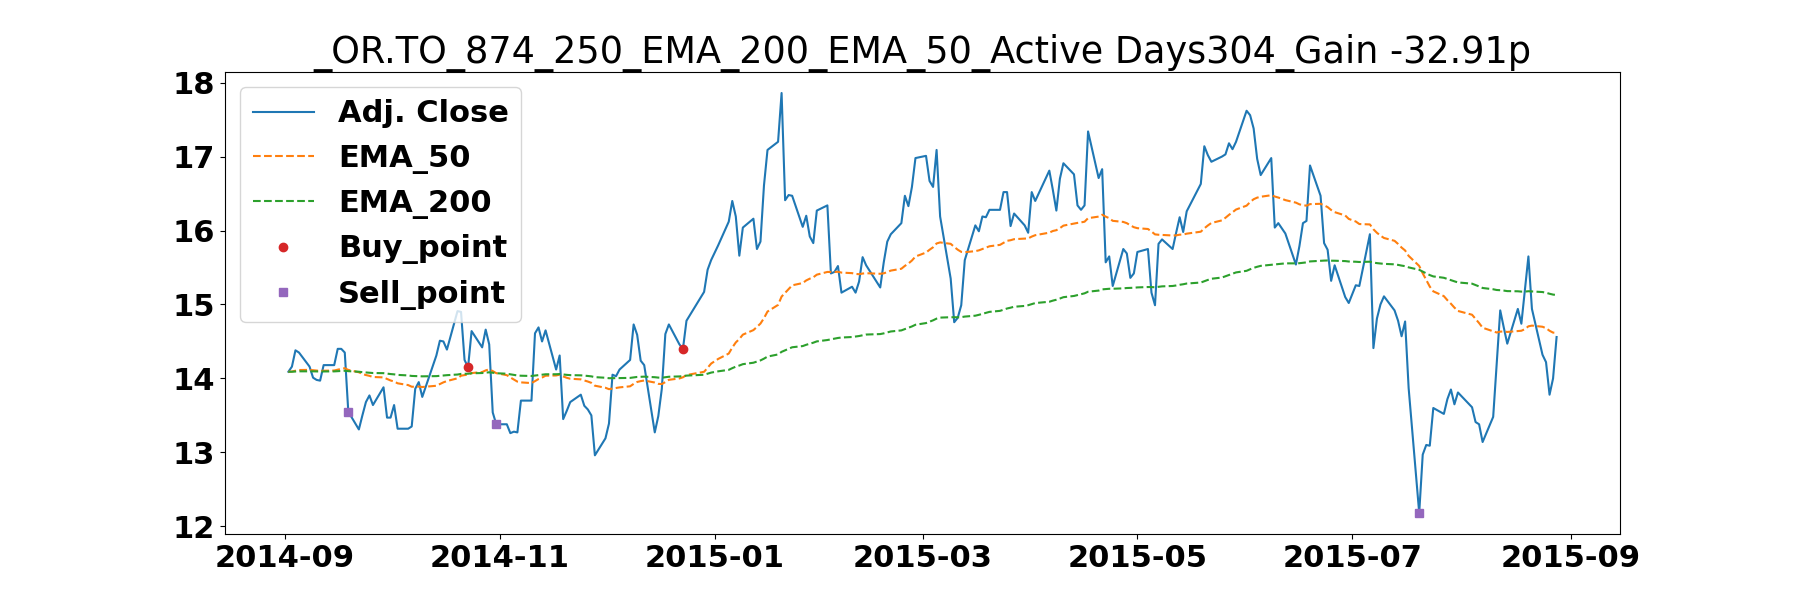 _OR.TO_874_250_EMA_200_EMA_50_Active Days304_Gain -32.91p
18
17
16
15
14
13
12
Adj. Close
EMA_50
EMA_200
Buy_point
Sell_point
2014-09 2014-11 2015-01 2015-03 2015-05 2015-07 2015-09